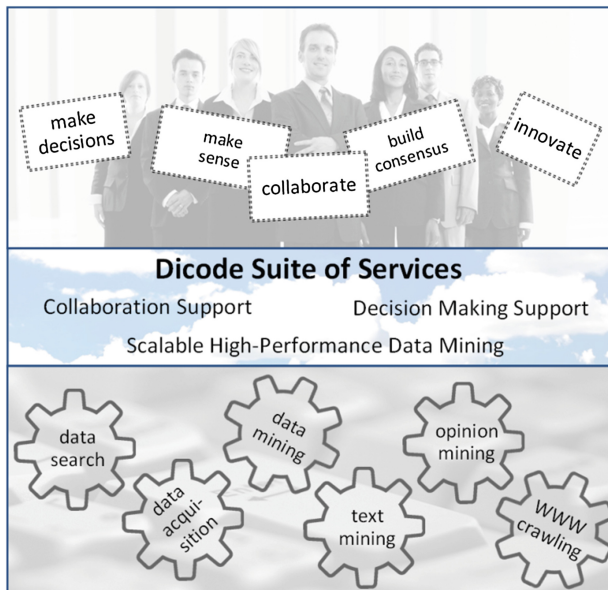 make
decisions
make
sense
collaborate
build
consensus
innovate
Dicode Suite of Services
Collaboration Support
Decision Making Support
Scalable High-Performance Data Mining
data
search
data
acqui-
sition
data
mining
text
mining
opinion
mining
WWW
crawling